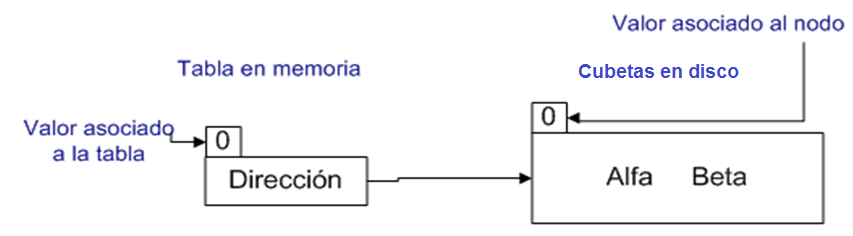 Valor asociado al nodo
Tabla en memoria
Cubetas en disco
Valor asociado
a la tabla
0
Dirección
0
Alfa Beta